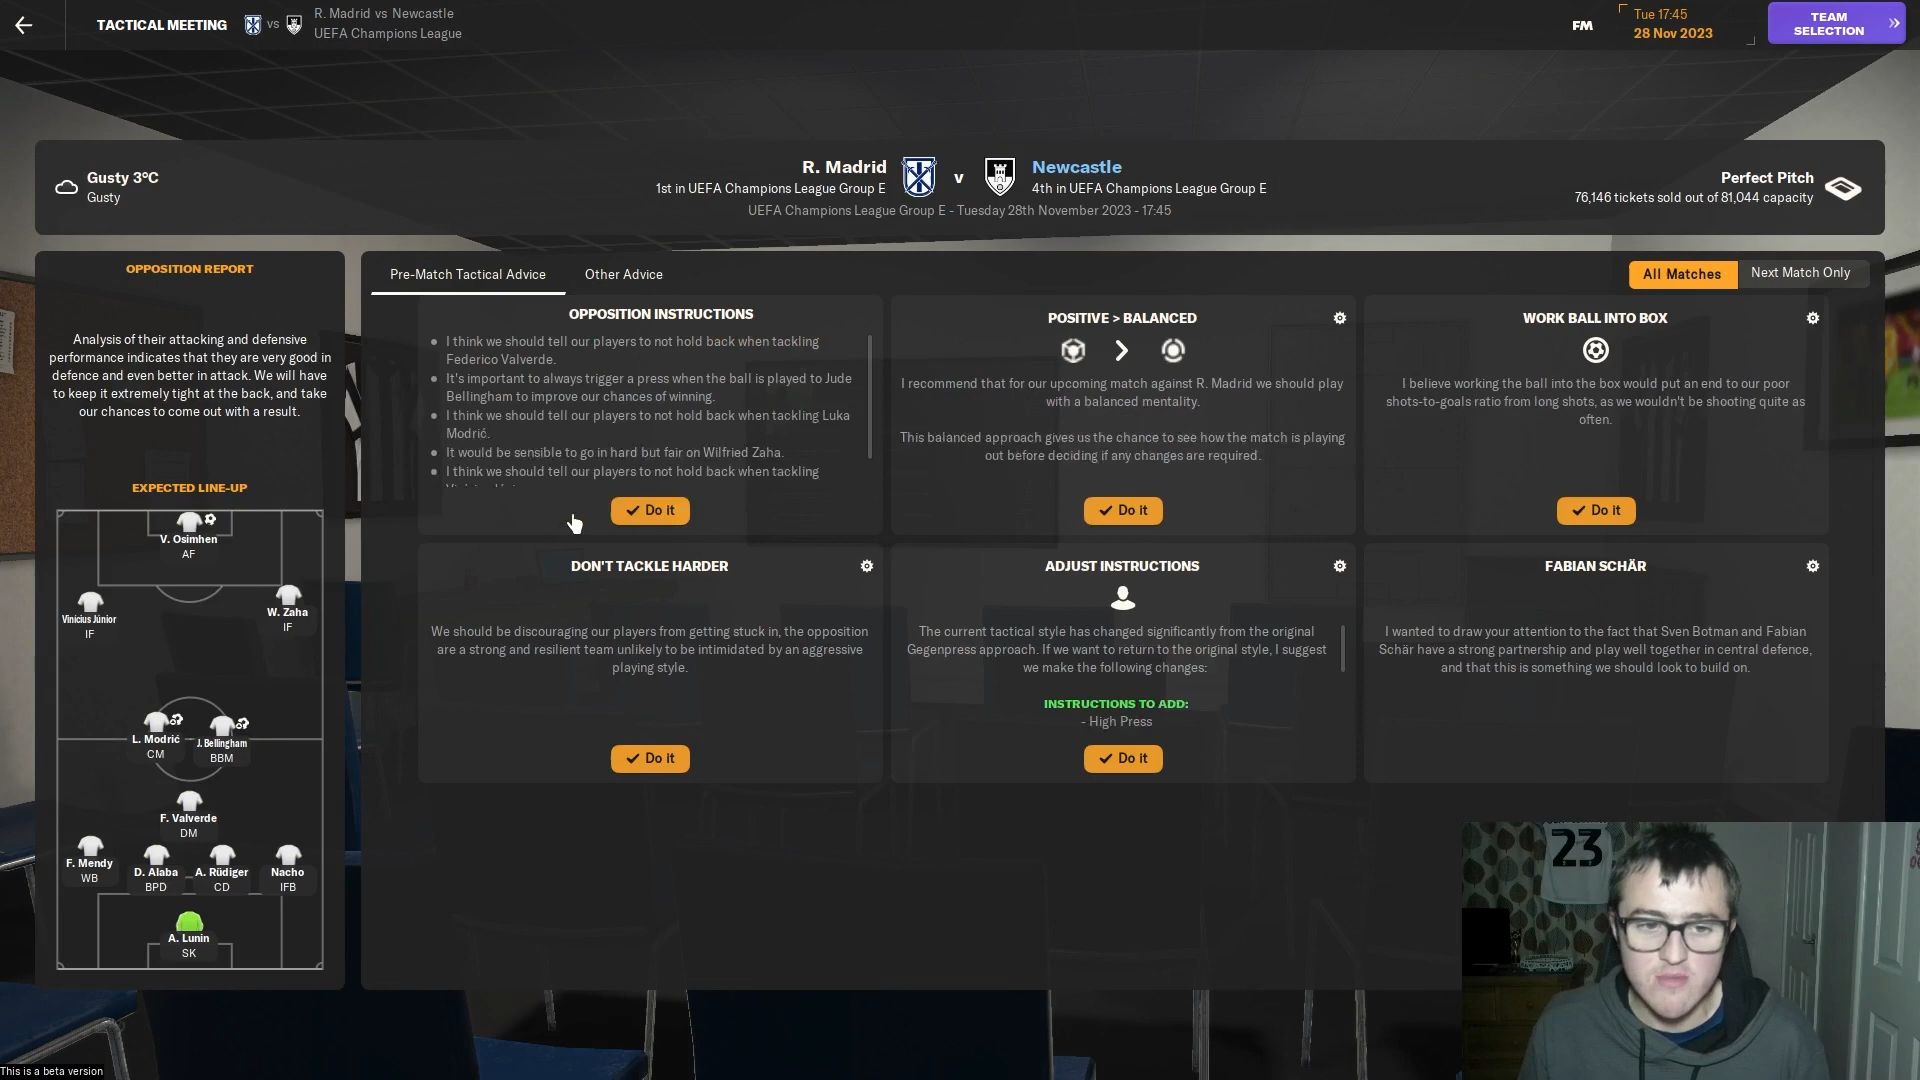 TACTICAL MEETING
VS
R. Madrid vs Newcastle
UEFA Champions League
FM
Tue 17:45
28 Nov 2023
TEAM
SELECTION
Gusty 3°C
Gusty
R. Madrid
1st in UEFA Champions League Group E
v
Newcastle
4th in UEFA Champions League Group E
UEFA Champions League Group E - Tuesday 28th November 2023 - 17:45
Perfect Pitch
76,146 tickets sold out of 81,044 capacity
OPPOSITION REPORT
Analysis of their attacking and defensive
performance indicates that they are very good in
defence and even better in attack. We will have
to keep it extremely tight at the back, and take
our chances to come out with a result.
EXPECTED LINE-UP
V. Osimhen
AF
Vinícius Júnior
IF
W. Zaha
IF
L. Modrić
CM
J. Bellingham
BBM
F. Valverde
DM
F. Mendy
WB
D. Alaba
BPD
A. Rüdiger
CD
Nacho
IFB
A. Lunin
SK
Pre-Match Tactical Advice
Other Advice
All Matches
Next Match Only
OPPOSITION INSTRUCTIONS
I think we should tell our players to not hold back when tackling
Federico Valverde.
It's important to always trigger a press when the ball is played to Jude
Bellingham to improve our chances of winning.
I think we should tell our players to not hold back when tackling Luka
Modrić.
It would be sensible to go in hard but fair on Wilfried Zaha.
I think we should tell our players to not hold back when tackling
Do it
POSITIVE > BALANCED
I recommend that for our upcoming match against R. Madrid we should play
with a balanced mentality.
This balanced approach gives us the chance to see how the match is playing
out before deciding if any changes are required.
Do it
WORK BALL INTO BOX
I believe working the ball into the box would put an end to our poor
shots-to-goals ratio from long shots, as we wouldn't be shooting quite as
often.
Do it
DON'T TACKLE HARDER
We should be discouraging our players from getting stuck in, the opposition
are a strong and resilient team unlikely to be intimidated by an aggressive
playing style.
Do it
ADJUST INSTRUCTIONS
The current tactical style has changed significantly from the original
Gegenpress approach. If we want to return to the original style, I suggest
we make the following changes:
INSTRUCTIONS TO ADD:
- High Press
Do it
FABIAN SCHÄR
I wanted to draw your attention to the fact that Sven Botman and Fabian
Schär have a strong partnership and play well together in central defence,
and that this is something we should look to build on.
23
This is a beta version